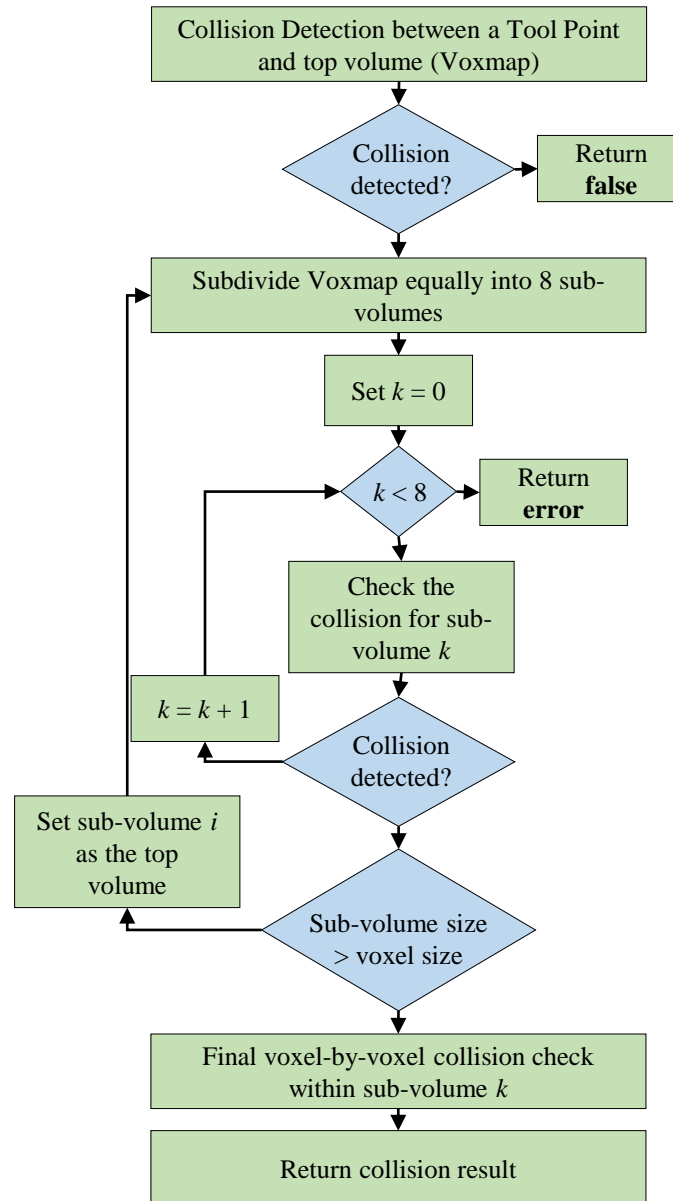 Collision Detection between a Tool Point
and top volume (Voxmap)
Collision
detected?
Return
false
Subdivide Voxmap equally into 8 sub-
volumes
Set k = 0
k < 8
Return
error
Check the
collision for sub-
volume k
k = k + 1
Collision
detected?
Set sub-volume i
as the top
volume
Sub-volume size
> voxel size
Final voxel-by-voxel collision check
within sub-volume k
Return collision result